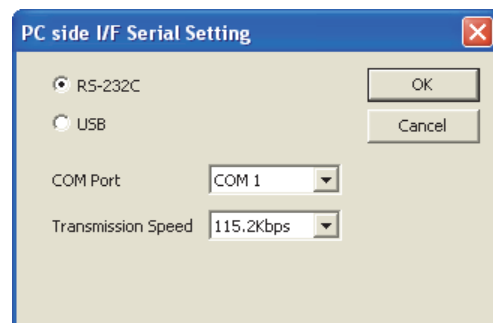 PC side I/F Serial Setting
RS-232C
OK
USB
Cancel
COM Port COM 1
Transmission Speed 115.2Kbps